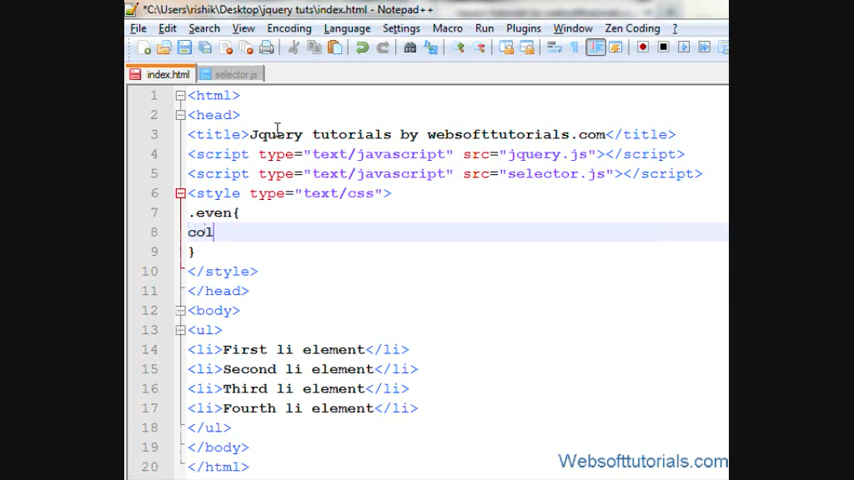 *C:\Users\rishik\Desktop\jquery tuts\index.html - Notepad++
File Edit Search View Encoding Language Settings Macro Run Plugins Window Zen Coding ?
index.html selector.js
1 <html>
2 <head>
3 <title>Jquery tutorials by websofttutorials.com</title>
4 <script type="text/javascript" src="jquery.js"></script>
5 <script type="text/javascript" src="selector.js"></script>
6 <style type="text/css">
7 .even{
8 col
9 }
10 </style>
11 </head>
12 <body>
13 <ul>
14 <li>First li element</li>
15 <li>Second li element</li>
16 <li>Third li element</li>
17 <li>Fourth li element</li>
18 </ul>
19 </body>
20 </html>
Websofttutorials.com